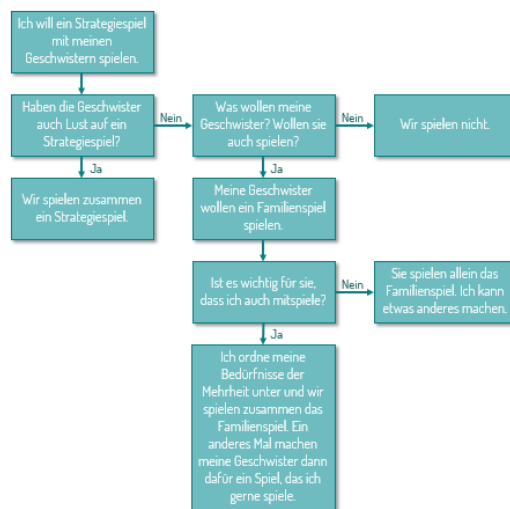 Ich will ein Strategiespiel
mit meinen
Geschwistern spielen.
Haben die Geschwister
auch Lust auf ein
Strategiespiel?
Nein
Was wollen meine
Geschwister? Wollen sie
auch spielen?
Nein
Wir spielen nicht.
Ja
Wir spielen zusammen
ein Strategiespiel.
Ja
Meine Geschwister
wollen ein Familienspiel
spielen.
Ist es wichtig für sie,
dass ich auch mitspiele?
Nein
Sie spielen allein das
Familienspiel. Ich kann
etwas anderes machen.
Ja
Ich ordne meine
Bedürfnisse der
Mehrheit unter und wir
spielen zusammen das
Familienspiel. Ein
anderes Mal machen
meine Geschwister dann
dafür ein Spiel, das ich
gerne spiele.